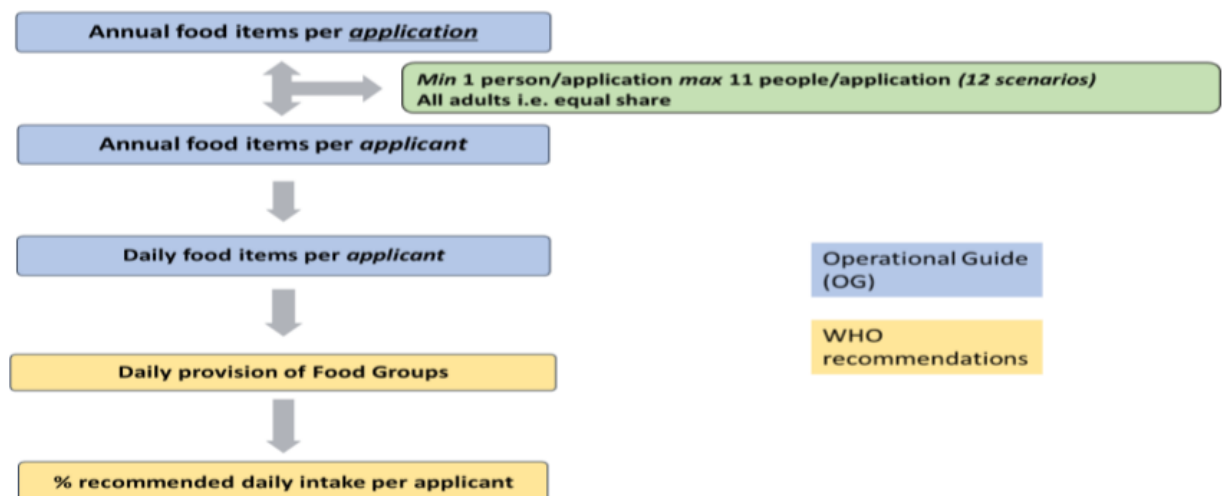 Annual food items per application
Min 1 person/application max 11 people/application (12 scenarios)
All adults i.e. equal share
Annual food items per applicant
Daily food items per applicant
Operational Guide
(OG)
WHO
recommendations
Daily provision of Food Groups
% recommended daily intake per applicant